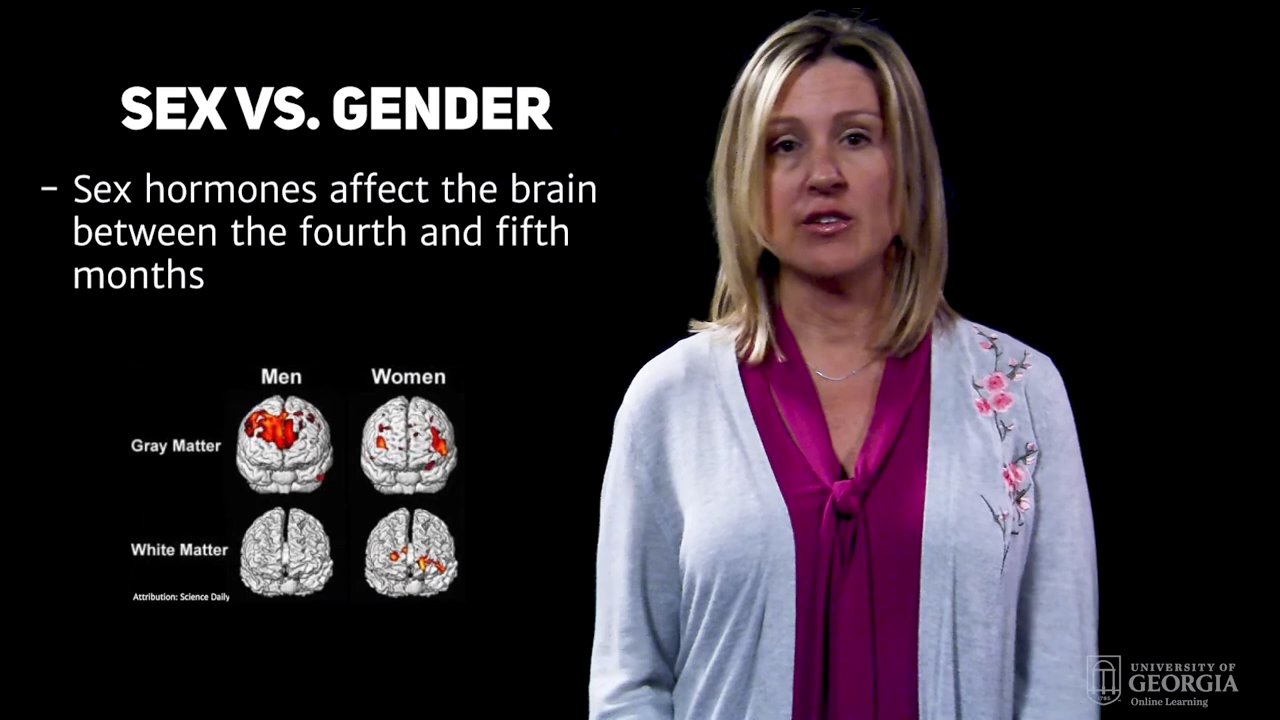 SEX VS. GENDER
– Sex hormones affect the brain
between the fourth and fifth
months
Men Women
Gray Matter
White Matter
Attribution: Science Daily
UNIVERSITY OF
GEORGIA
Online Learning